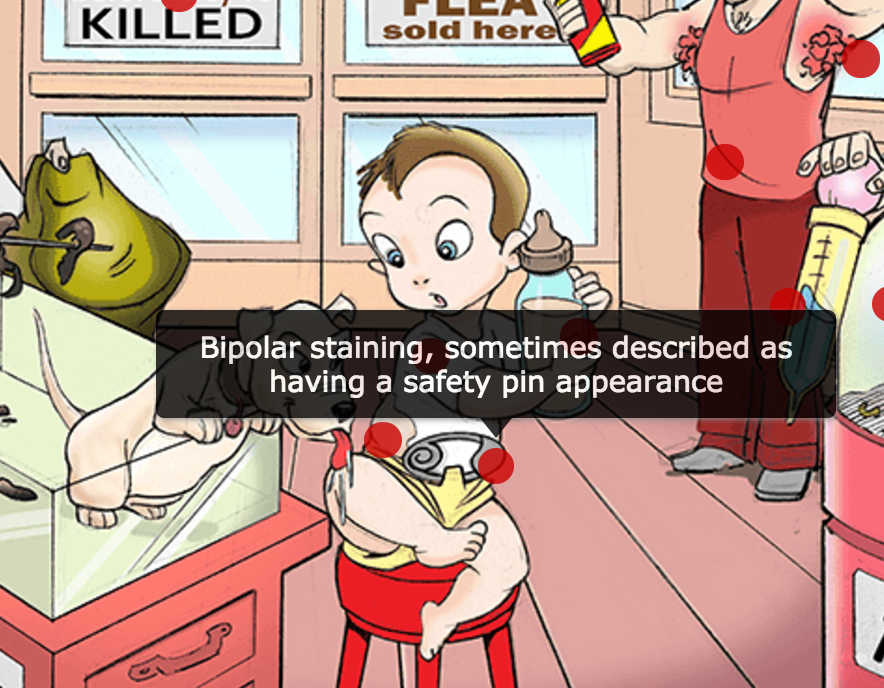 KILLED
FLEA
sold here
Bipolar staining, sometimes described as
having a safety pin appearance